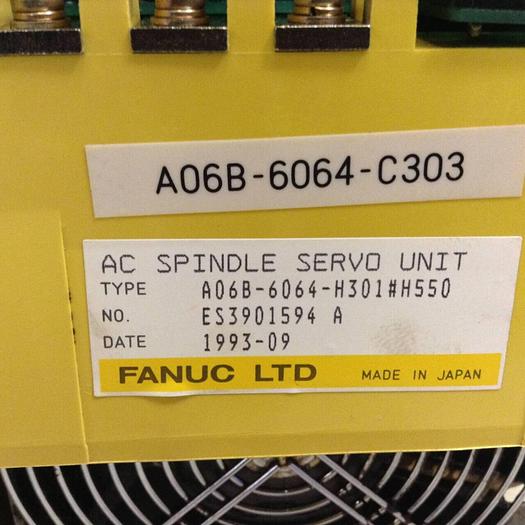 A06B-6064-C303
AC SPINDLE SERVO UNIT
TYPE A06B-6064-H301#H550
NO. ES3901594 A
DATE 1993-09
FANUC LTD MADE IN JAPAN